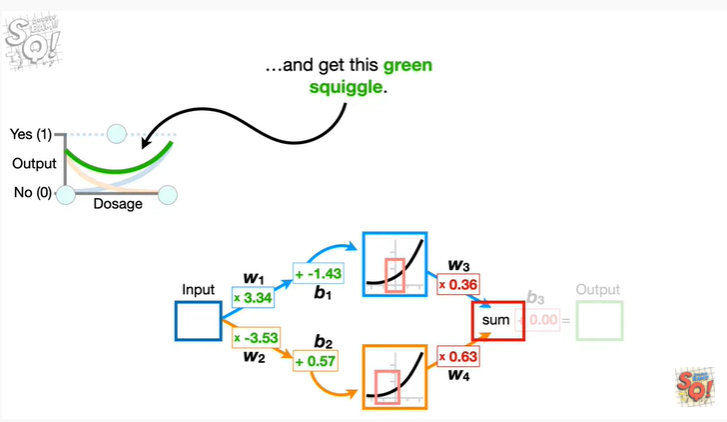 ...and get this green
squiggle.
Yes (1)
Output
No (0)
Dosage
Input
w1
x 3.34
+ -1.43
b1
w3
x 0.36
x -3.53
w2
b2
+ 0.57
x 0.63
w4
sum
b3
+ 0.00 =
Output
SQ!